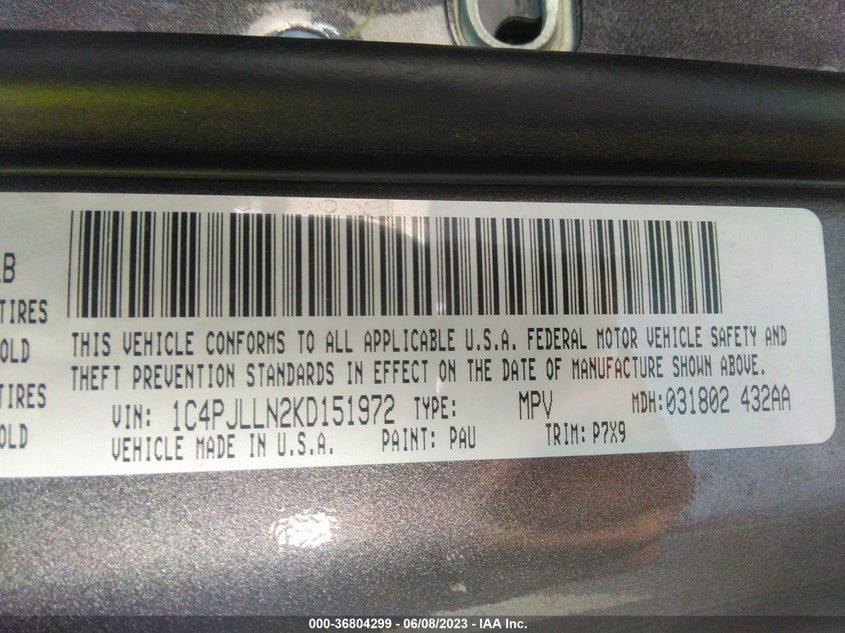 B
TIRES
OLD
TIRES
OLD
THIS VEHICLE CONFORMS TO ALL APPLICABLE U.S.A. FEDERAL MOTOR VEHICLE SAFETY AND
THEFT PREVENTION STANDARDS IN EFFECT ON THE DATE OF MANUFACTURE SHOWN ABOVE.
VIN: 1C4PJLLN2KD151972 TYPE: MPV MDH: 031802 432AA
VEHICLE MADE IN U.S.A. PAINT: PAU TRIM: P7X9
000-36804299 - 06/08/2023 - IAA Inc.